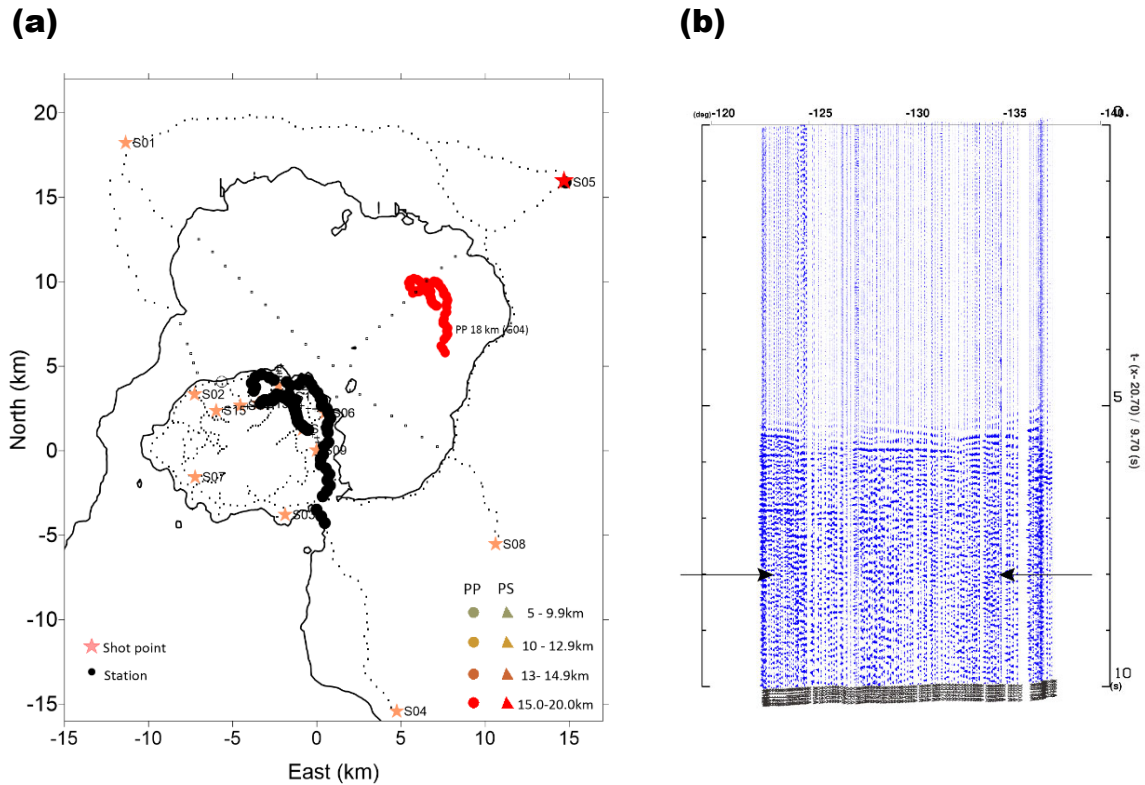 (a)
(b)
20
15
10
5
0
-5
-10
-15
North (km)
-15
-10
-5
0
5
10
15
East (km)
S01
S05
PP 18 km (S04)
S02
S15
S06
S09
S07
S08
S04
PP PS
5 - 9.9km
10 - 12.9km
13- 14.9km
15.0-20.0km
Shot point
Station
(deg) -120 -125 -130 -135 -140.
0
5
10
(s)
t- (x- 20.70) / 9.70 (s)